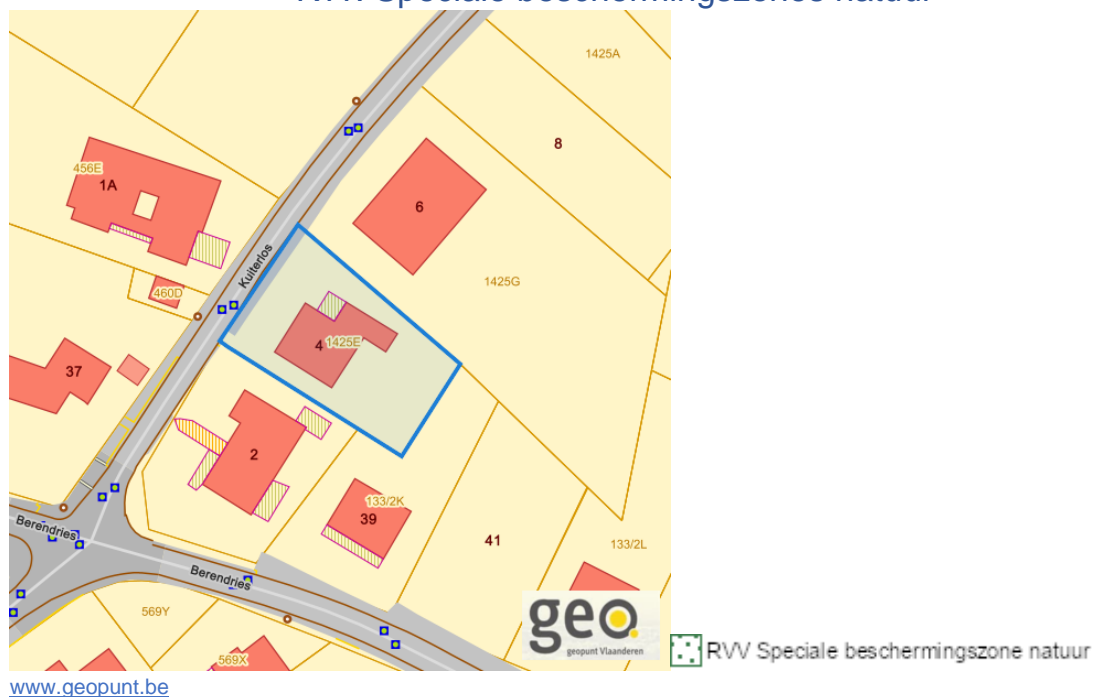 RVV Speciale beschermingszones natuur
1425A
8
456E
1A
6
Kuiterlos
1425G
460D
4
1425E
37
2
133/2K
39
41
Berendries
133/2L
Berendries
569Y
569X
geo
geopunt Vlaanderen
RVV Speciale beschermingszone natuur
www.geopunt.be